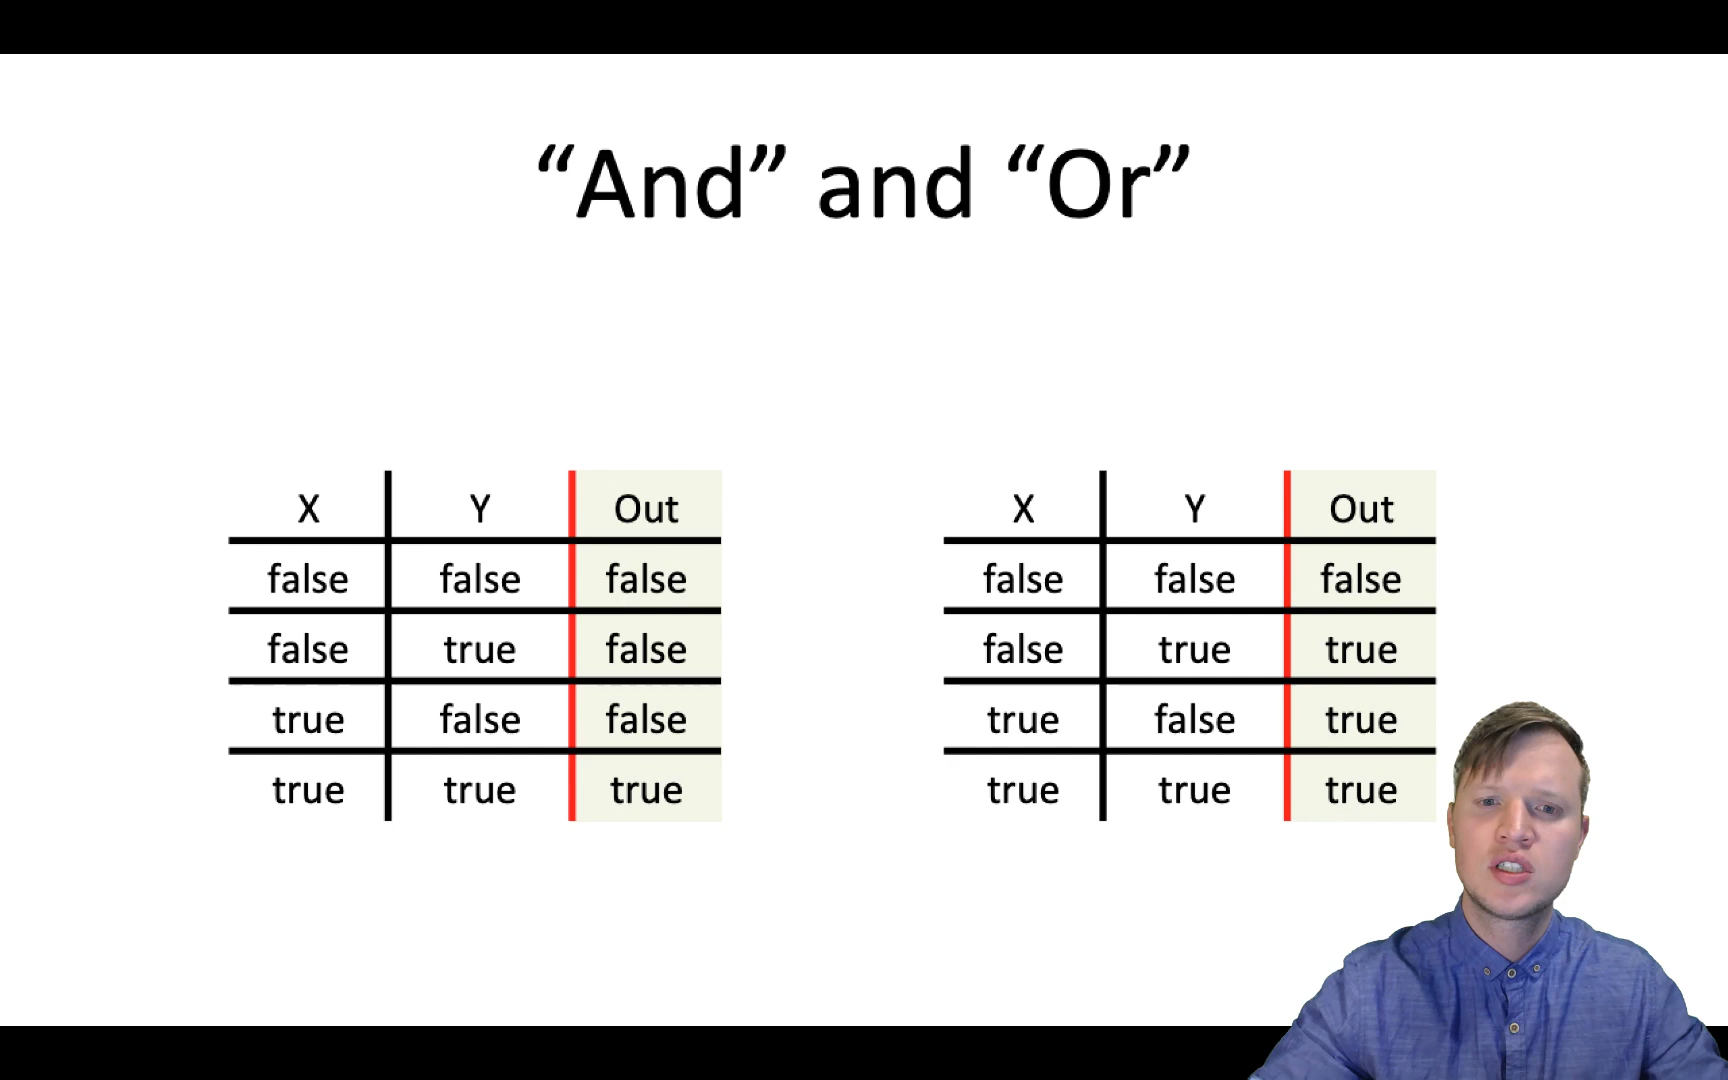 “And” and “Or”
X Y Out
false false false
false true false
true false false
true true true
X Y Out
false false false
false true true
true false true
true true true